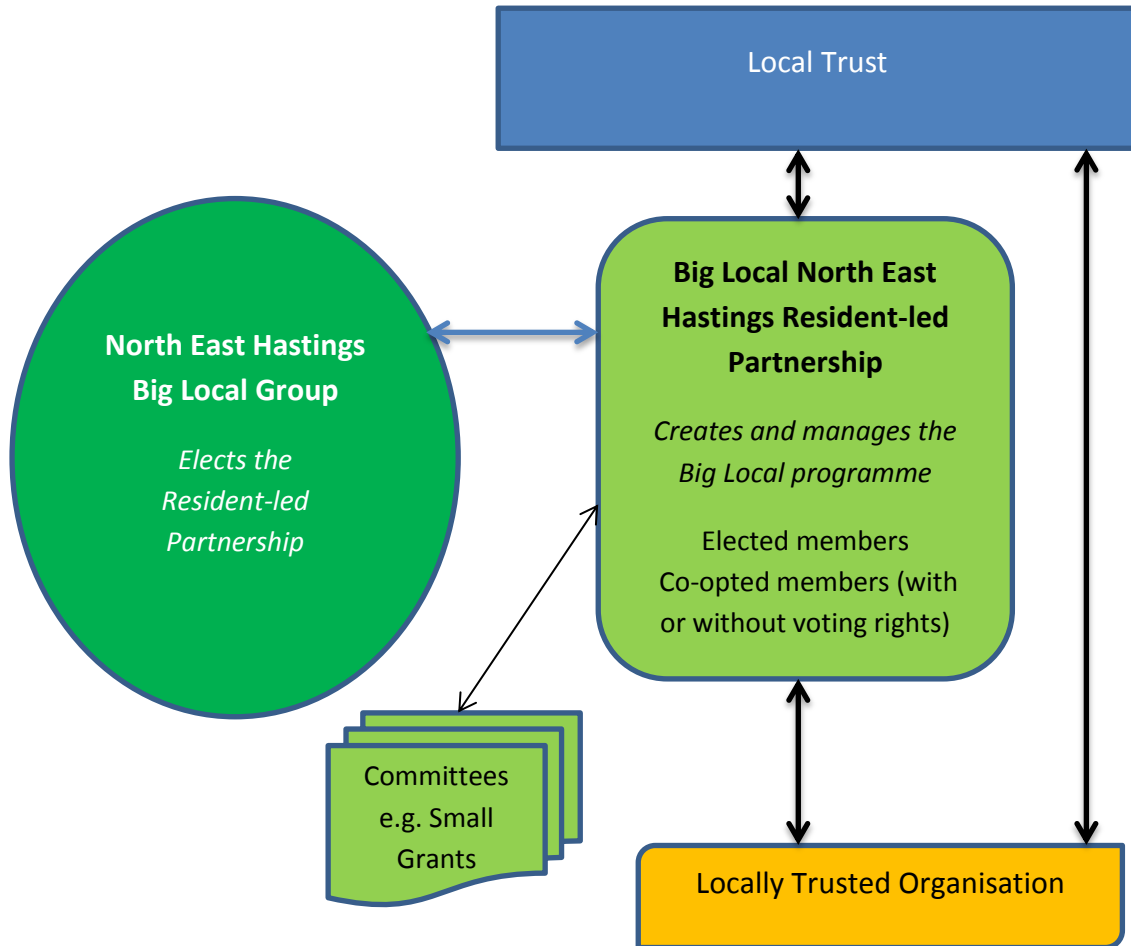 Local Trust
North East Hastings
Big Local Group
Elects the
Resident-led
Partnership
Big Local North East
Hastings Resident-led
Partnership
Creates and manages the
Big Local programme
Elected members
Co-opted members (with
or without voting rights)
Committees
e.g. Small
Grants
Locally Trusted Organisation